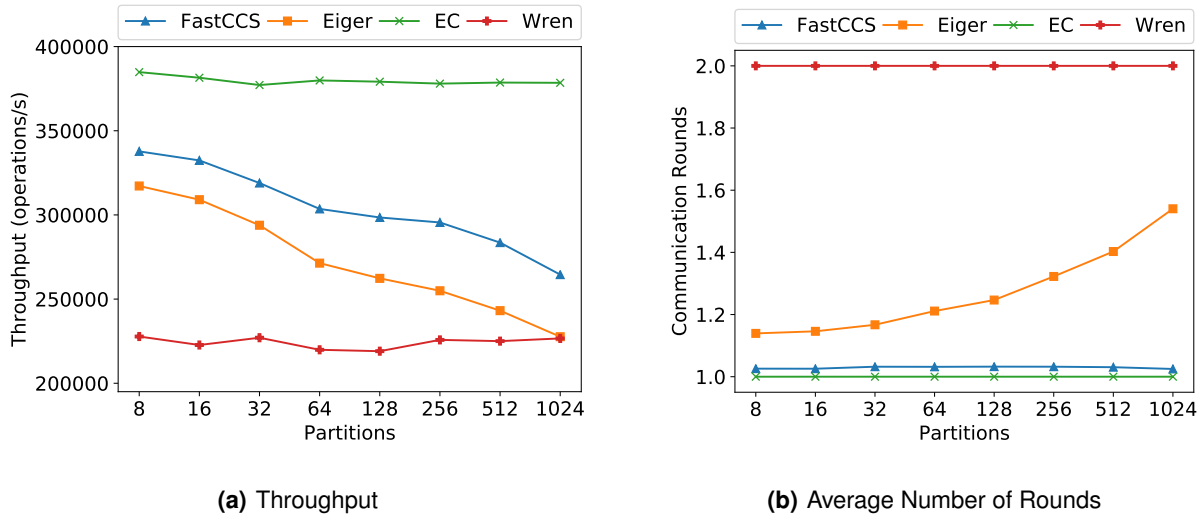 FastCCS Eiger EC Wren
400000
350000
300000
250000
200000
Throughput (operations/s)
8 16 32 64 128 256 512 1024
Partitions
(a) Throughput
FastCCS Eiger EC Wren
2.0
1.8
1.6
1.4
1.2
1.0
Communication Rounds
8 16 32 64 128 256 512 1024
Partitions
(b) Average Number of Rounds